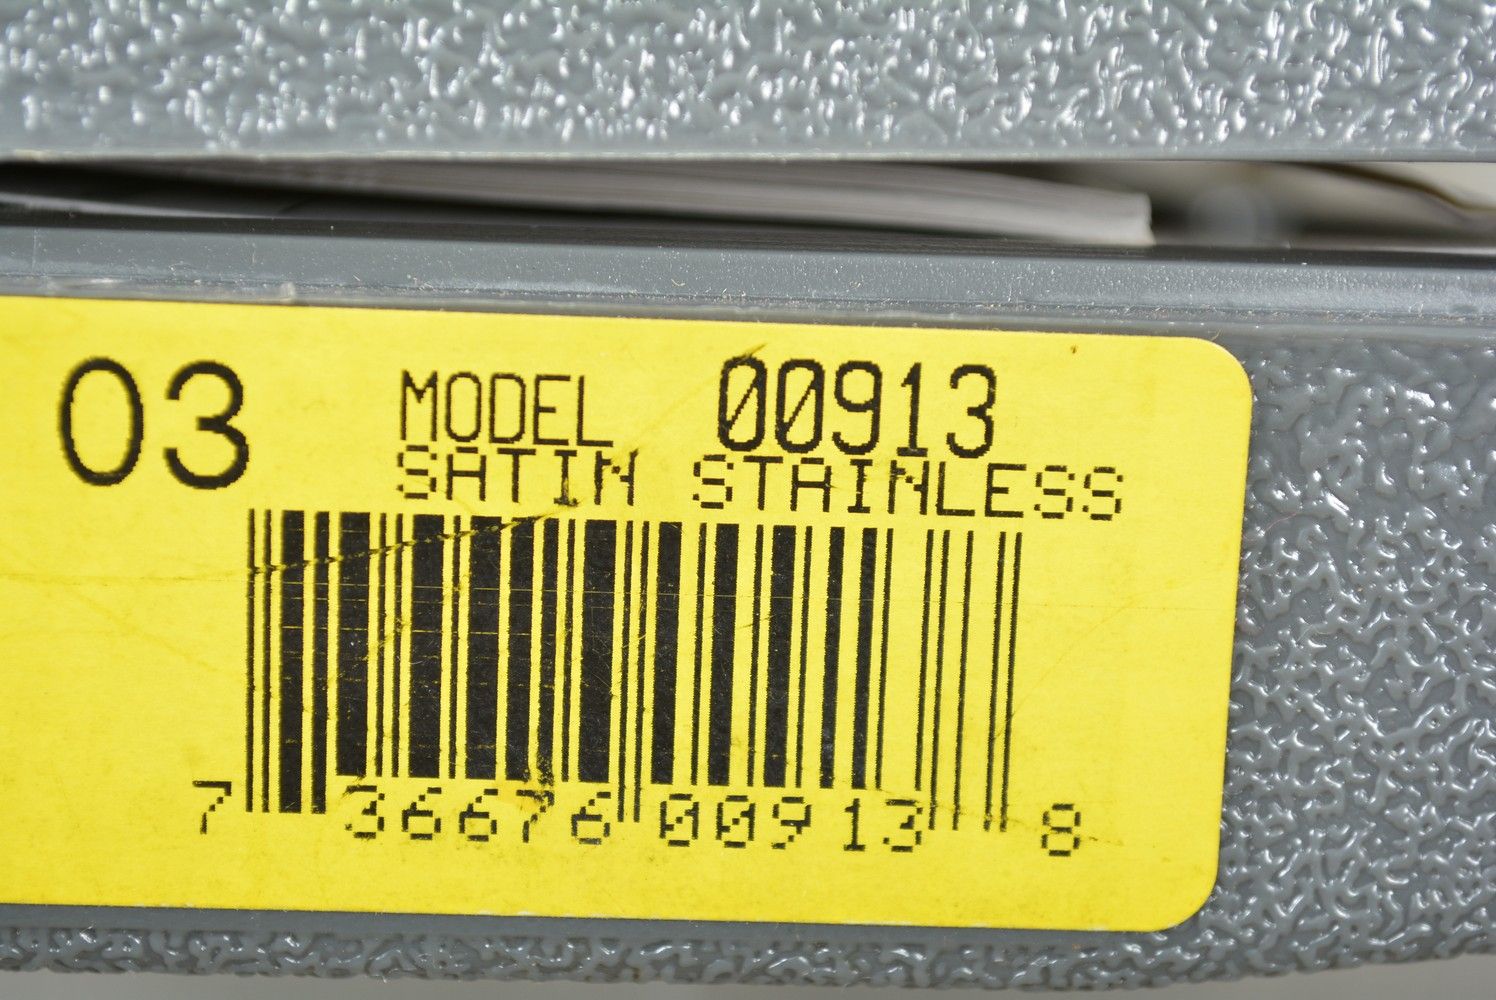 03 MODEL 00913
SATIN STAINLESS
7 36676 00913 8